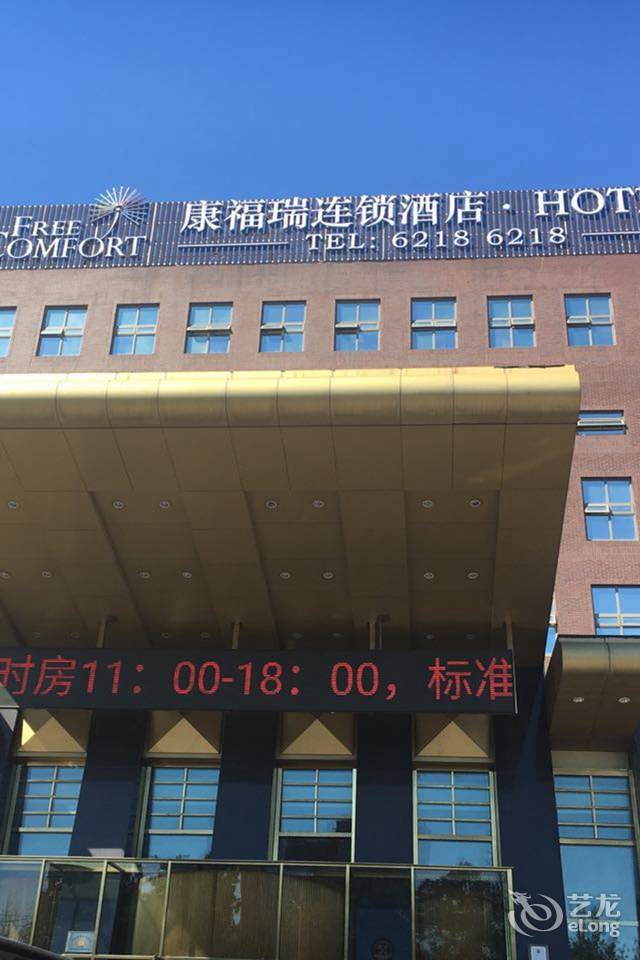 FREE
COMFORT
康福瑞连锁酒店·HOT
TEL: 6218 6218
时房11：00-18：00，标准
艺龙
eLong